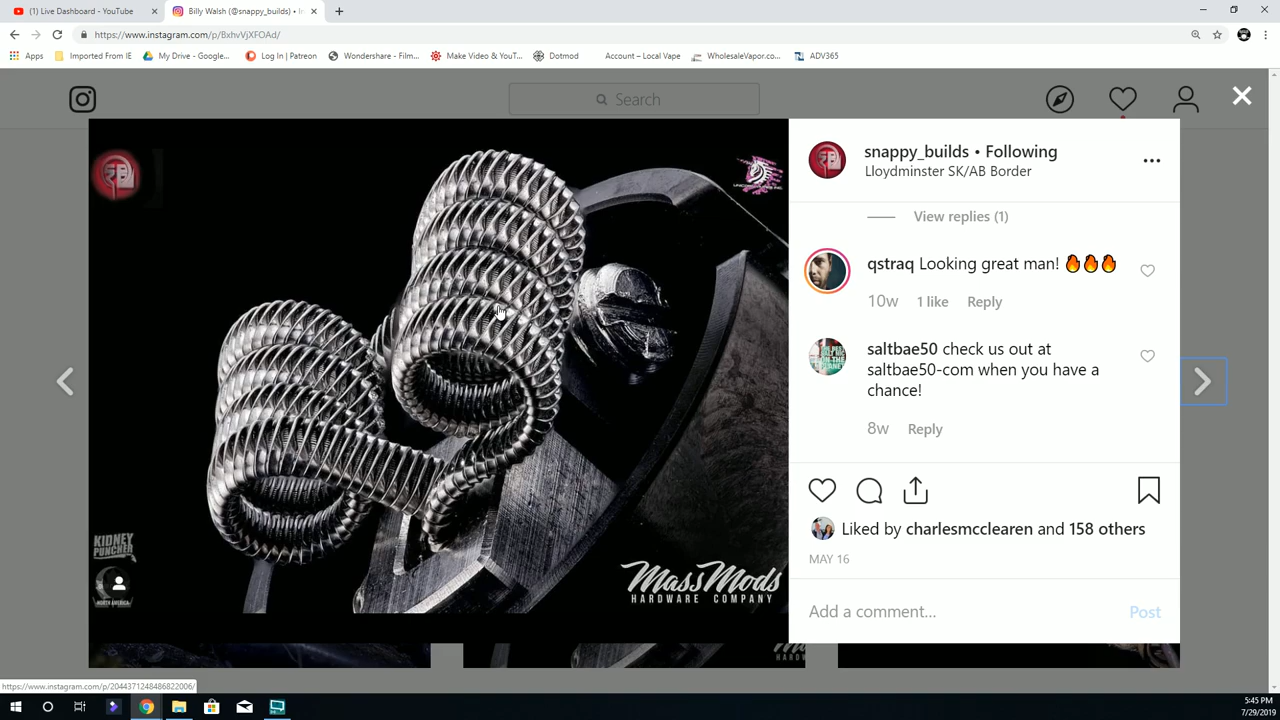 (1) Live Dashboard - YouTube
Billy Walsh (@snappy_builds) • In
https://www.instagram.com/p/BxhvVjXFOAd/
Apps
Imported From IE
My Drive - Google...
Log In | Patreon
Wondershare - Film...
Make Video & YouT...
Dotmod
Account – Local Vape
WholesaleVapor.co...
ADV365
Search
snappy_builds • Following
Lloydminster SK/AB Border
View replies (1)
qstraq Looking great man! 🔥🔥🔥
10w 1 like Reply
saltbae50 check us out at
saltbae50-com when you have a
chance!
8w Reply
Liked by charlesmcclearen and 158 others
MAY 16
Add a comment... Post
KIDNEY
PUNCHER
NORTH AMERICA
MassMods
HARDWARE COMPANY
https://www.instagram.com/p/2044371248486822006/
5:45 PM
7/29/2019